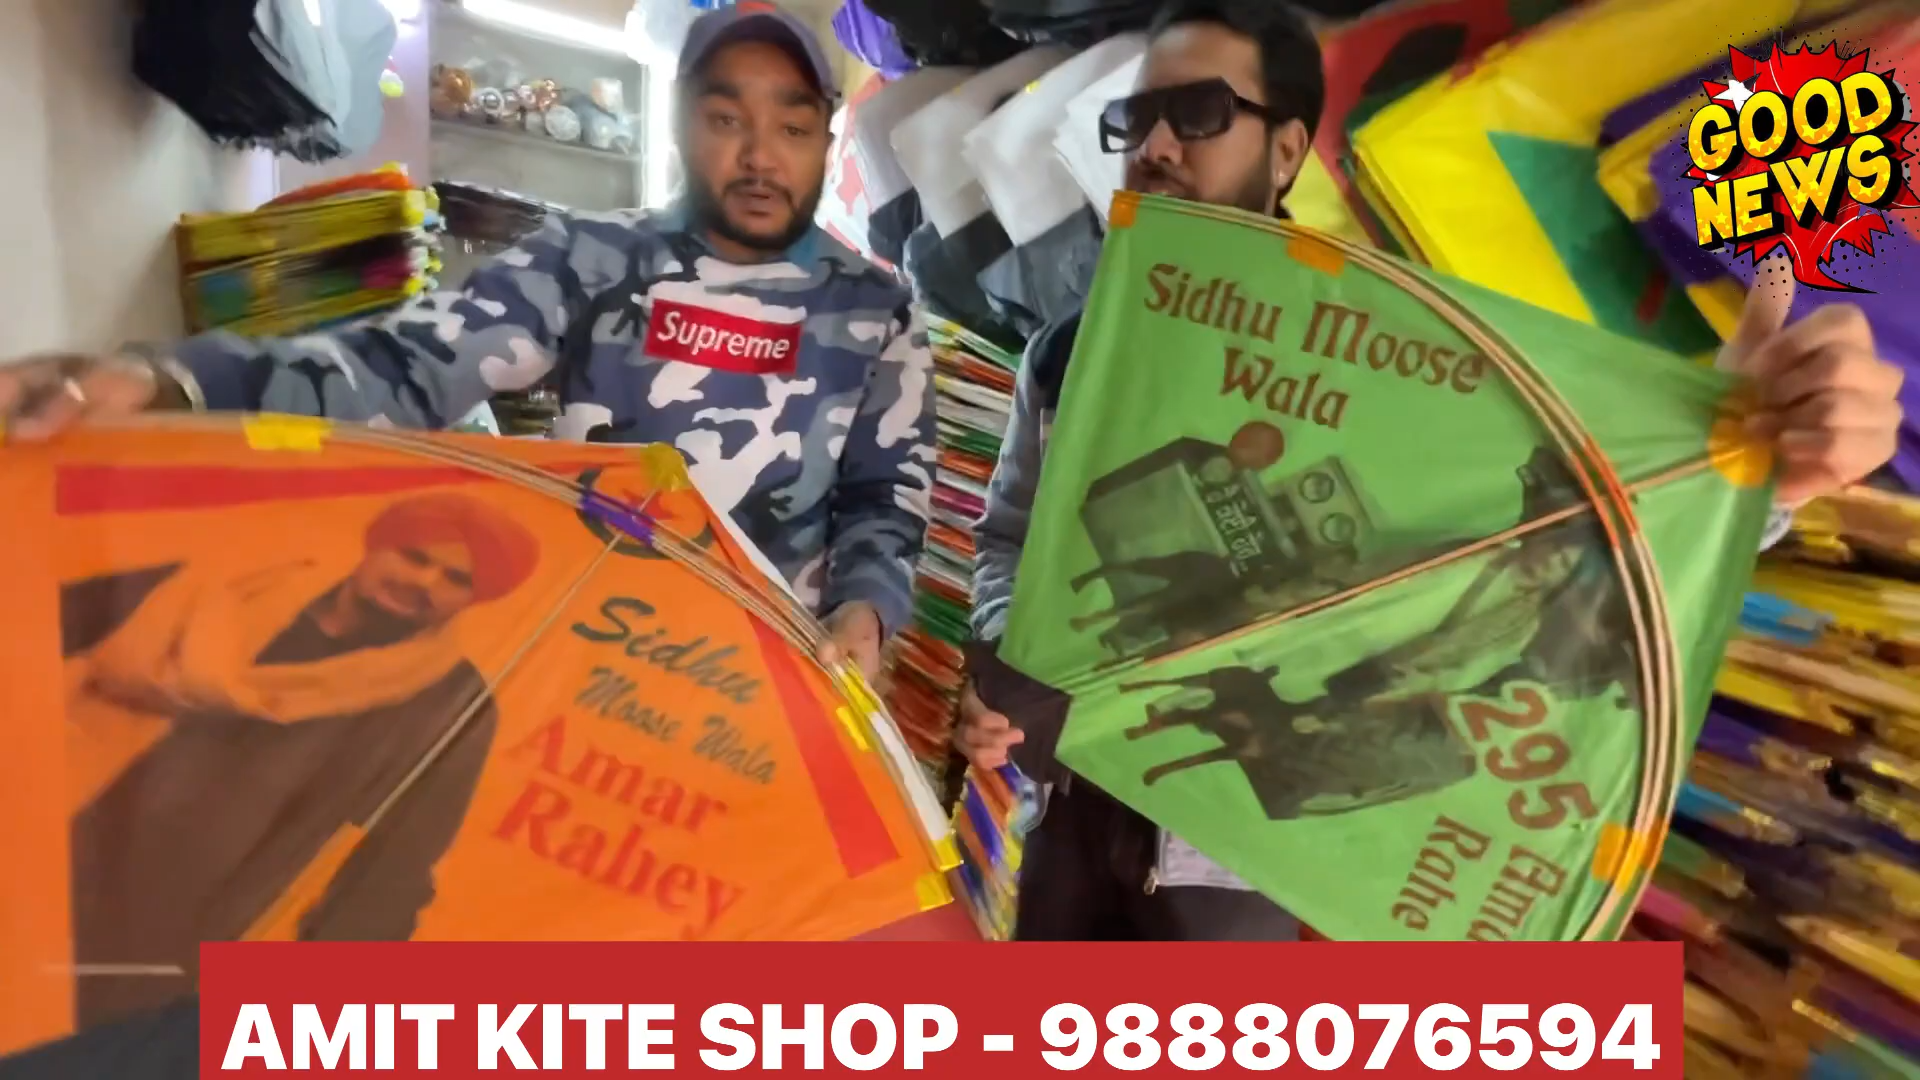 GOOD
NEWS
Supreme
Sidhu Moose
Wala
295
Rahe
Sidhu
Moose Wala
Amar
Rahey
AMIT KITE SHOP - 9888076594